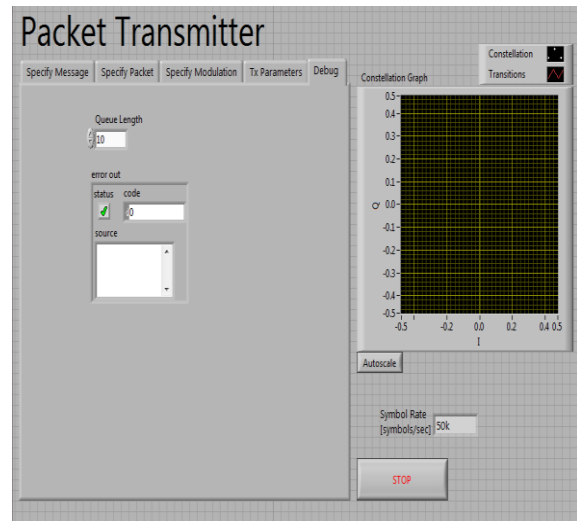 Packet Transmitter
Specify Message Specify Packet Specify Modulation Tx Parameters Debug
Queue Length
10
error out
status code
0
source
Constellation
Transitions
Constellation Graph
0.5
0.4
0.3
0.2
0.1
0.0
-0.1
-0.2
-0.3
-0.4
-0.5
Q
-0.5 -0.2 0.0 0.2 0.4 0.5
I
Autoscale
Symbol Rate
[symbols/sec] 50k
STOP